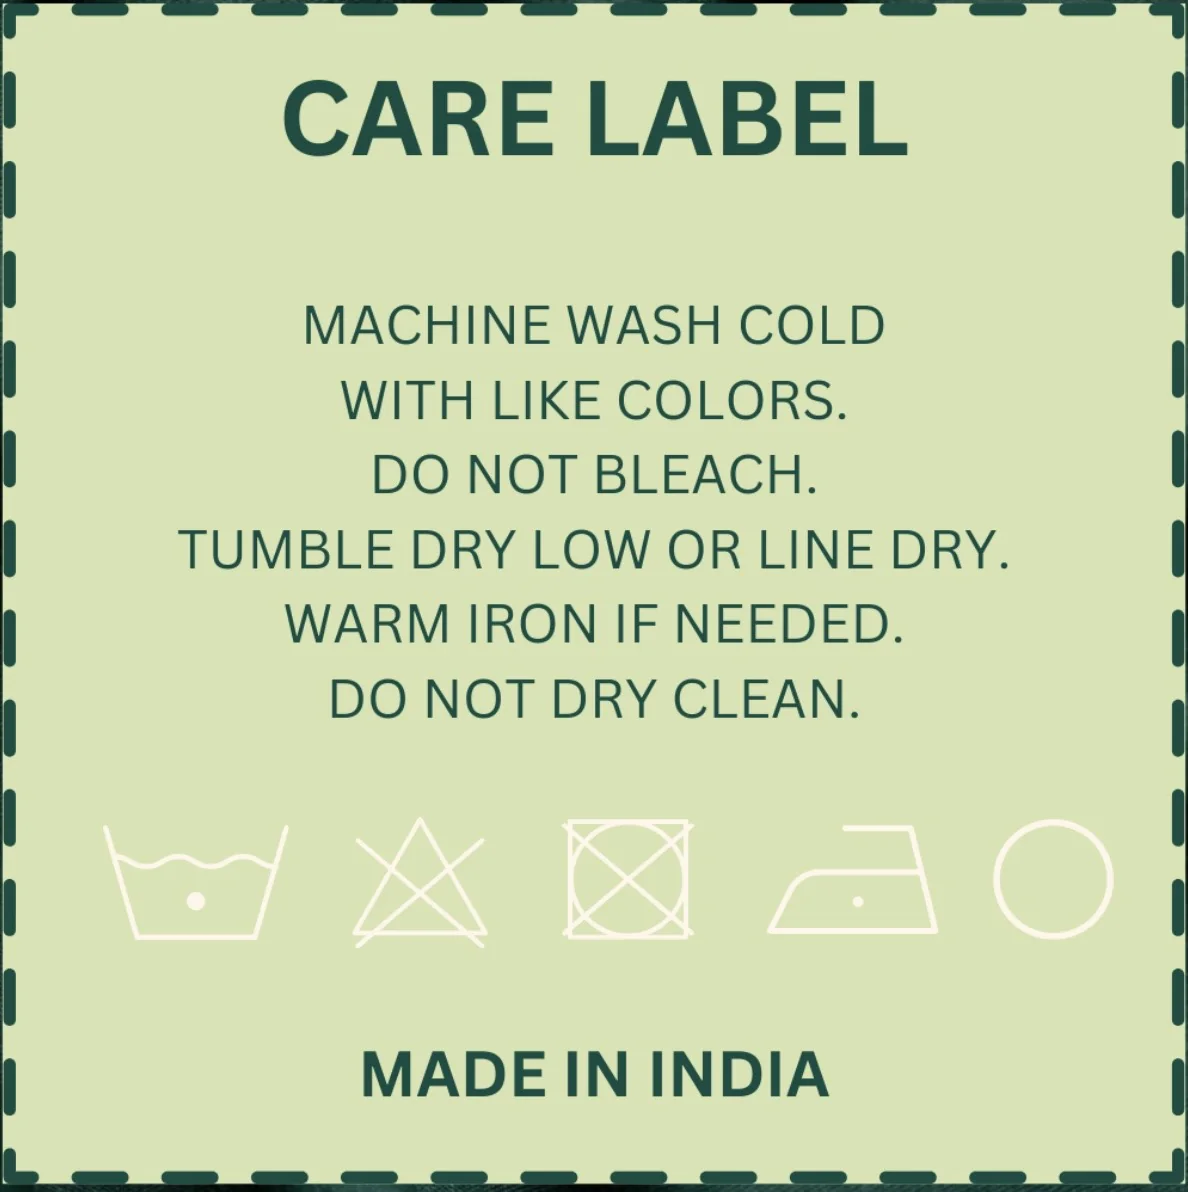 CARE LABEL
MACHINE WASH COLD
WITH LIKE COLORS.
DO NOT BLEACH.
TUMBLE DRY LOW OR LINE DRY.
WARM IRON IF NEEDED.
DO NOT DRY CLEAN.
MADE IN INDIA